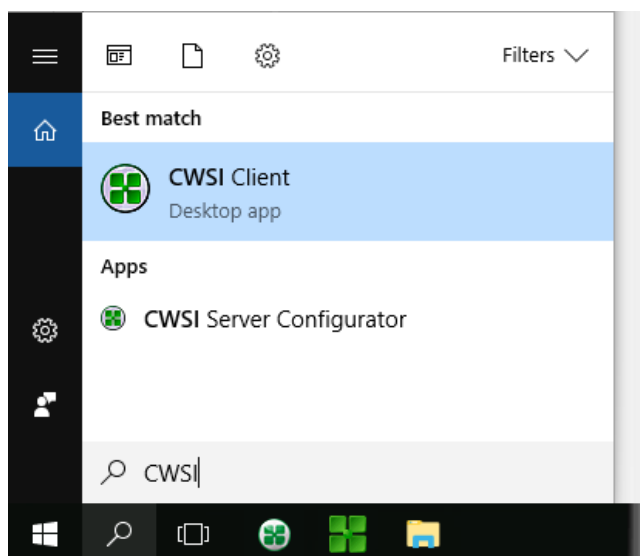 Filters
Best match
CWSI Client
Desktop app
Apps
CWSI Server Configurator
CWSI